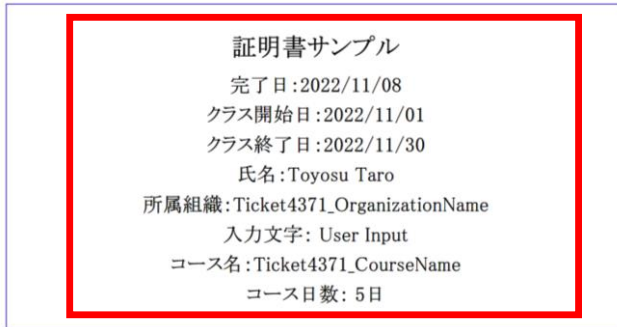 証明書サンプル
完了日:2022/11/08
クラス開始日:2022/11/01
クラス終了日:2022/11/30
氏名:Toyosu Taro
所属組織:Ticket4371_OrganizationName
入力文字: User Input
コース名:Ticket4371_CourseName
コース日数: 5日